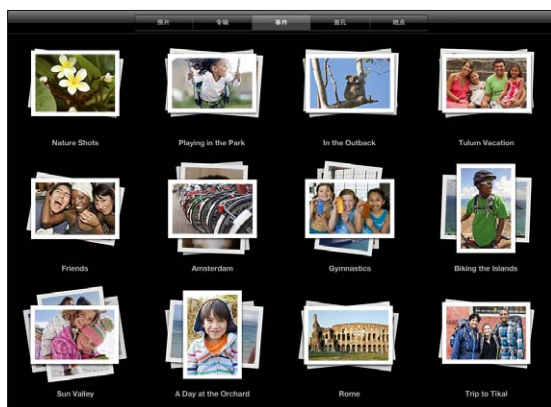 照片 专辑 事件 面孔 地点
Nature Shots Playing in the Park In the Outback Tulum Vacation
Friends Amsterdam Gymnastics Biking the Islands
Sun Valley A Day at the Orchard Rome Trip to Tikal